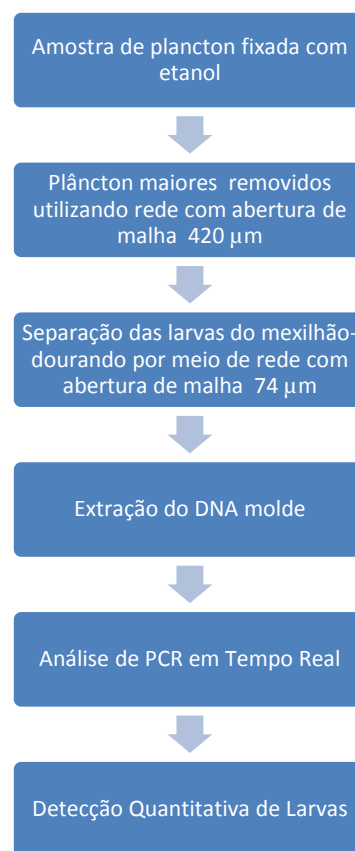 Amostra de plancton fixada com
etanol
Plâncton maiores removidos
utilizando rede com abertura de
malha 420 μm
Separação das larvas do mexilhão-
dourando por meio de rede com
abertura de malha 74 μm
Extração do DNA molde
Análise de PCR em Tempo Real
Detecção Quantitativa de Larvas